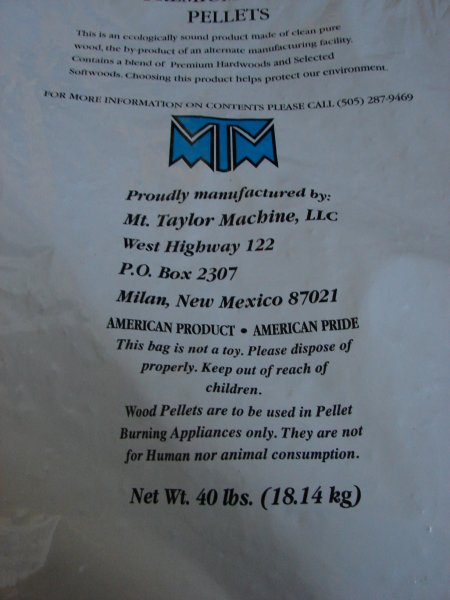 PELLETS
This is an ecologically sound product made of clean pure
wood, the by-product of an alternate manufacturing facility.
Contains a blend of Premium Hardwoods and Selected
Softwoods. Choosing this product helps protect our environment.
FOR MORE INFORMATION ON CONTENTS PLEASE CALL (505) 287-9469
MTM
Proudly manufactured by:
Mt. Taylor Machine, LLC
West Highway 122
P.O. Box 2307
Milan, New Mexico 87021
AMERICAN PRODUCT • AMERICAN PRIDE
This bag is not a toy. Please dispose of
properly. Keep out of reach of
children.
Wood Pellets are to be used in Pellet
Burning Appliances only. They are not
for Human nor animal consumption.
Net Wt. 40 lbs. (18.14 kg)